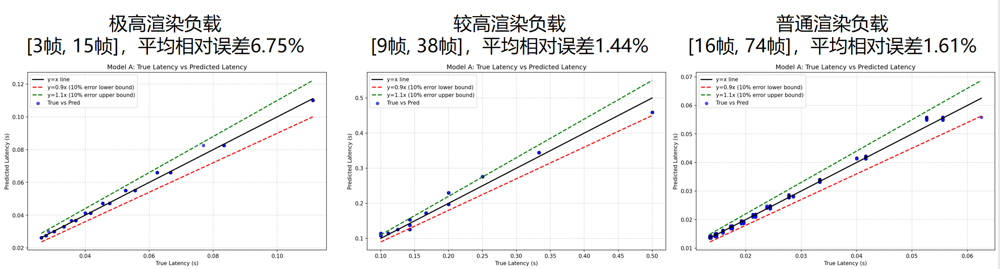 极高渲染负载
[3帧, 15帧]，平均相对误差6.75%
Model A: True Latency vs Predicted Latency
y=x line
y=0.9x (10% error lower bound)
y=1.1x (10% error upper bound)
True vs Pred
Predicted Latency (s)
0.12
0.10
0.08
0.06
0.04
0.02
0.04
0.06
0.08
0.10
True Latency (s)
较高渲染负载
[9帧, 38帧]，平均相对误差1.44%
Model A: True Latency vs Predicted Latency
y=x line
y=0.9x (10% error lower bound)
y=1.1x (10% error upper bound)
True vs Pred
Predicted Latency (s)
0.5
0.4
0.3
0.2
0.1
0.10
0.15
0.20
0.25
0.30
0.35
0.40
0.45
0.50
True Latency (s)
普通渲染负载
[16帧, 74帧]，平均相对误差1.61%
Model A: True Latency vs Predicted Latency
y=x line
y=0.9x (10% error lower bound)
y=1.1x (10% error upper bound)
True vs Pred
Predicted Latency (s)
0.07
0.06
0.05
0.04
0.03
0.02
0.01
0.02
0.03
0.04
0.05
0.06
True Latency (s)